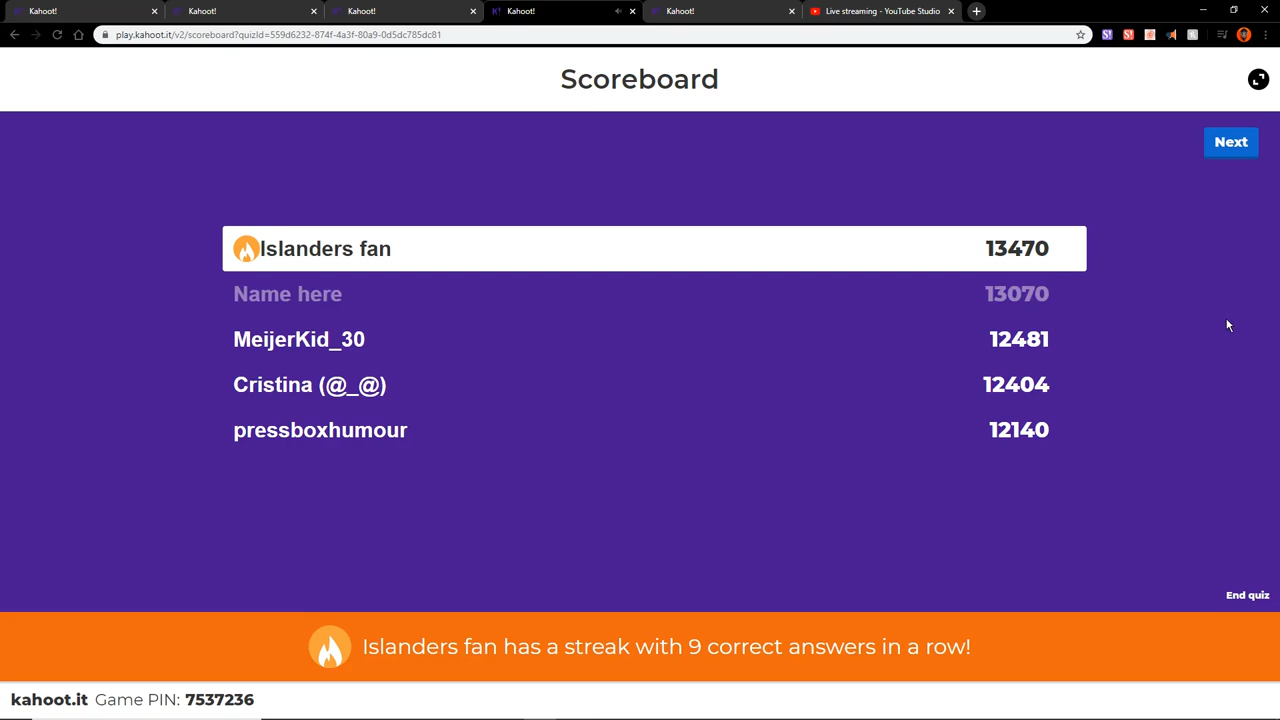 Kahoot!
Kahoot!
Kahoot!
Kahoot!
Kahoot!
Live streaming - YouTube Studio
play.kahoot.it/v2/scoreboard?quizId=559d6232-874f-4a3f-80a9-0d5dc785dc81
Scoreboard
Next
Islanders fan 13470
Name here 13070
MeijerKid_30 12481
Cristina (@_@) 12404
pressboxhumour 12140
End quiz
Islanders fan has a streak with 9 correct answers in a row!
kahoot.it Game PIN: 7537236